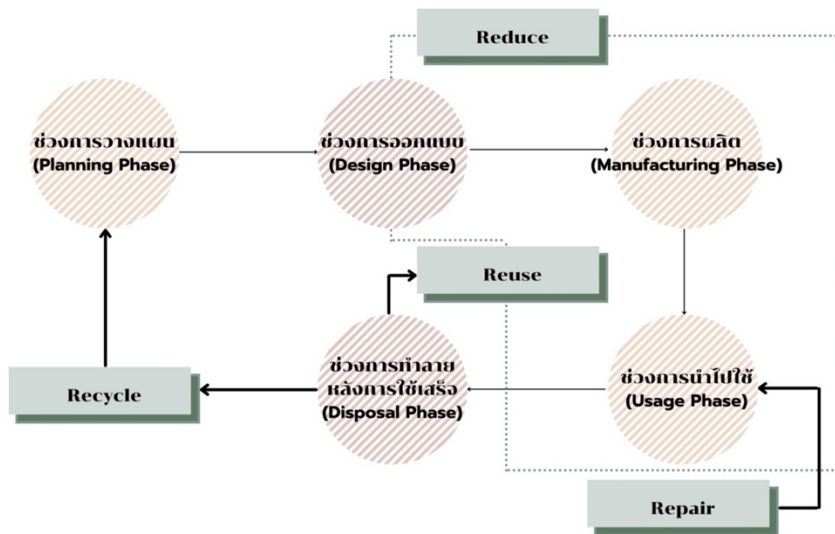 Reduce
ช่วงการวางแผน
(Planning Phase)
ช่วงการออกแบบ
(Design Phase)
ช่วงการผลิต
(Manufacturing Phase)
Reuse
ช่วงการทำลาย
หลังการใช้เสร็จ
(Disposal Phase)
ช่วงการนำไปใช้
(Usage Phase)
Recycle
Repair